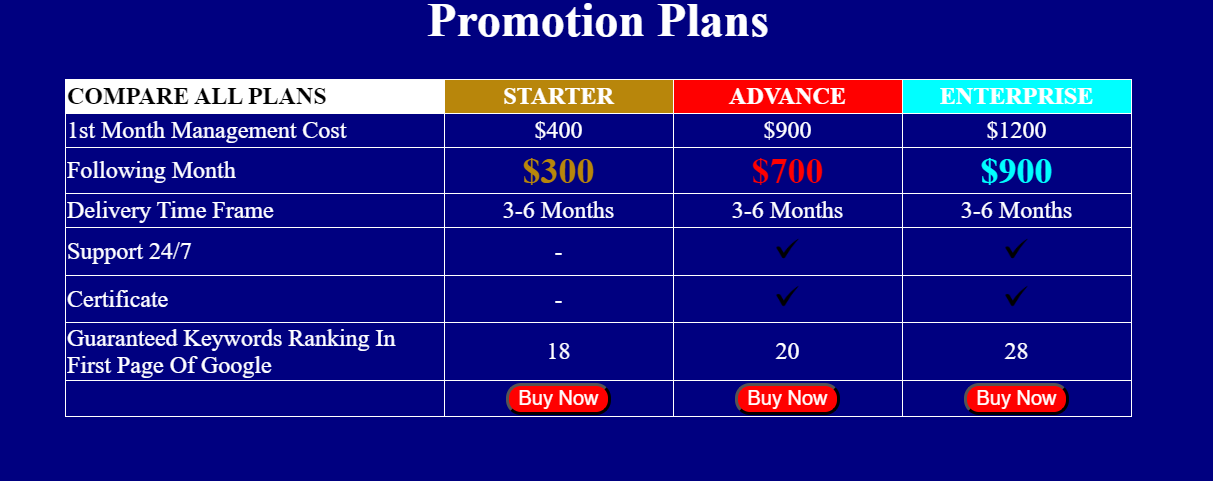 Promotion Plans
COMPARE ALL PLANS STARTER ADVANCE ENTERPRISE
1st Month Management Cost $400 $900 $1200
Following Month $300 $700 $900
Delivery Time Frame 3-6 Months 3-6 Months 3-6 Months
Support 24/7 - ✓ ✓
Certificate - ✓ ✓
Guaranteed Keywords Ranking In
First Page Of Google 18 20 28
Buy Now Buy Now Buy Now